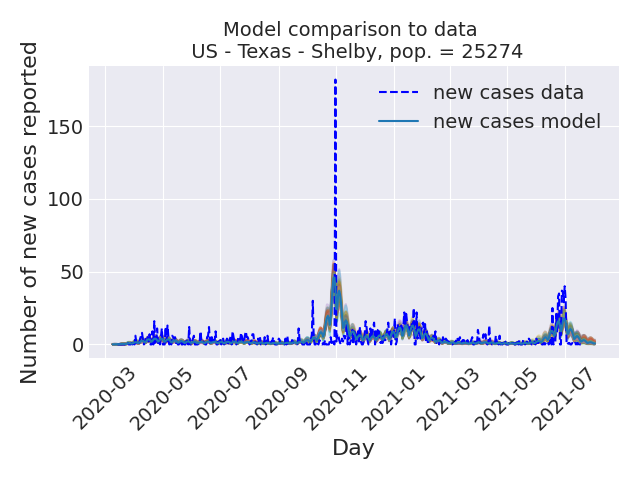 Model comparison to data
US - Texas - Shelby, pop. = 25274
new cases data
new cases model
Number of new cases reported
150
100
50
0
2020-03
2020-05
2020-07
2020-09
2020-11
2021-01
2021-03
2021-05
2021-07
Day